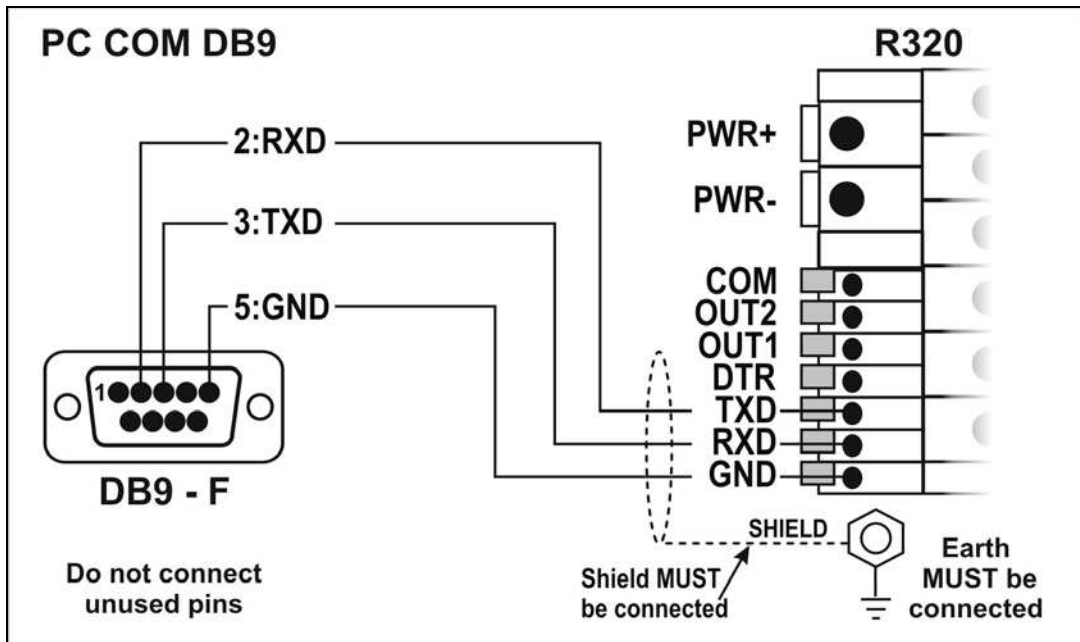 PC COM DB9
R320
PWR+
PWR-
2:RXD
3:TXD
5:GND
COM
OUT2
OUT1
DTR
TXD
RXD
GND
1
DB9 - F
SHIELD
Do not connect
unused pins
Shield MUST
be connected
Earth
MUST be
connected